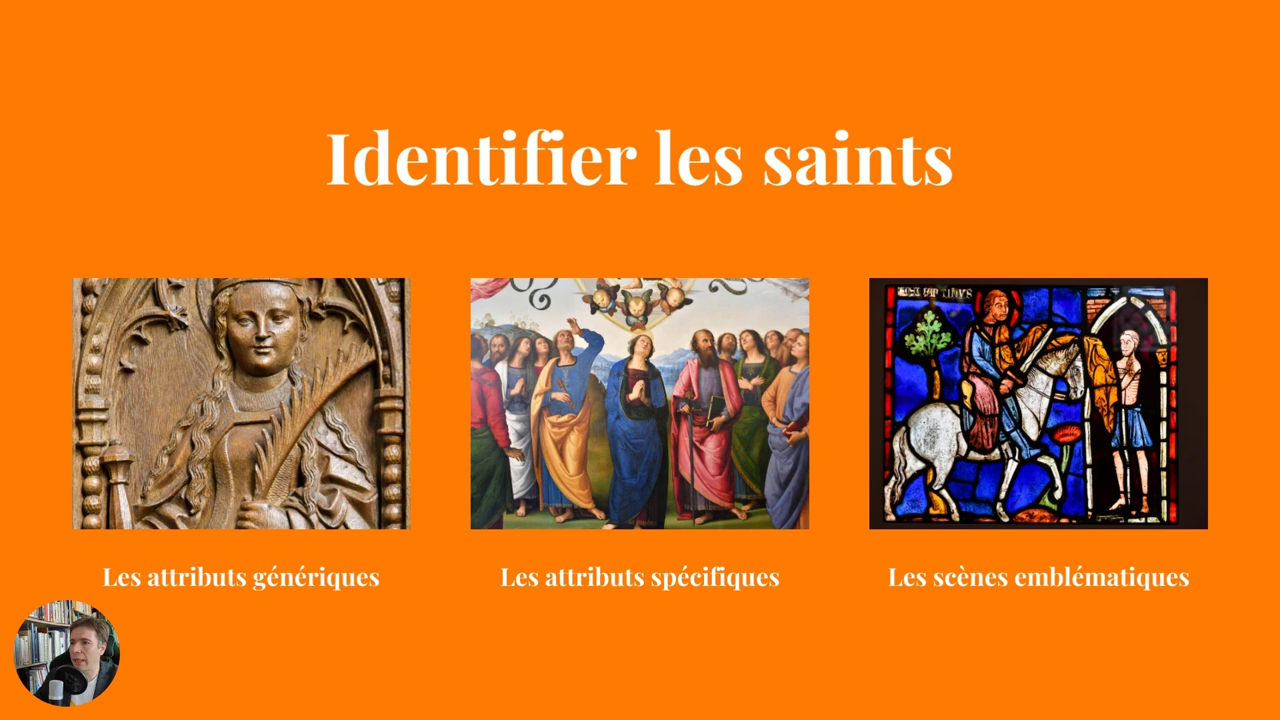 Identifier les saints
Les attributs génériques
Les attributs spécifiques
Les scènes emblématiques